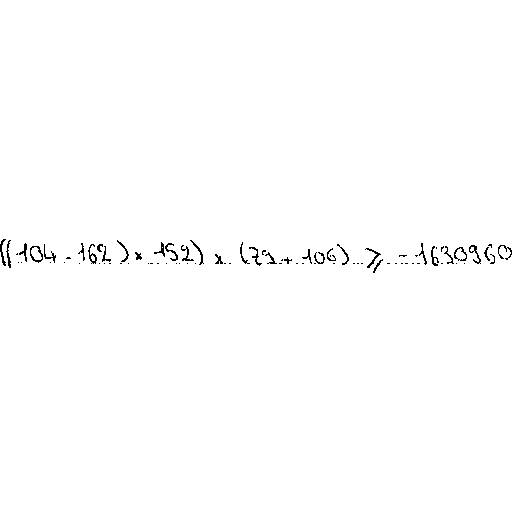 ((104 - 162) × 152) × (79 + 106) ⩾ -1630960